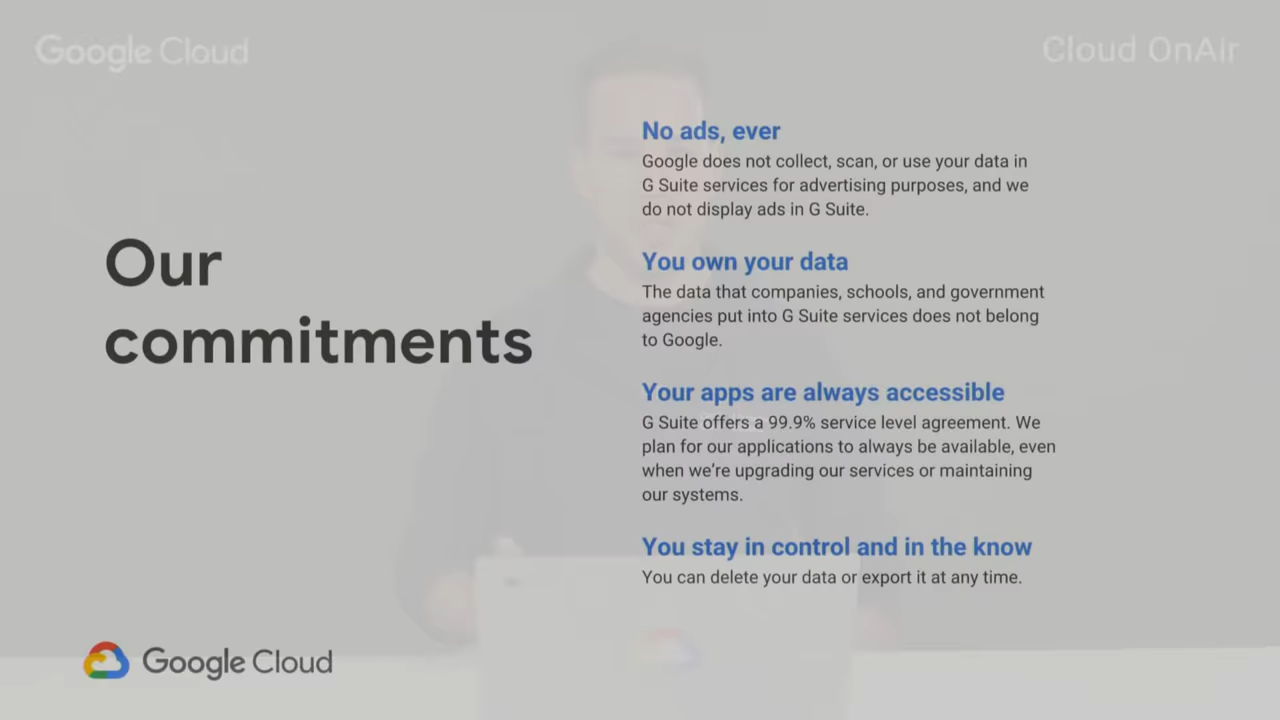 Google Cloud
Cloud OnAir
Our
commitments
No ads, ever
Google does not collect, scan, or use your data in
G Suite services for advertising purposes, and we
do not display ads in G Suite.
You own your data
The data that companies, schools, and government
agencies put into G Suite services does not belong
to Google.
Your apps are always accessible
G Suite offers a 99.9% service level agreement. We
plan for our applications to always be available, even
when we’re upgrading our services or maintaining
our systems.
You stay in control and in the know
You can delete your data or export it at any time.
Google Cloud